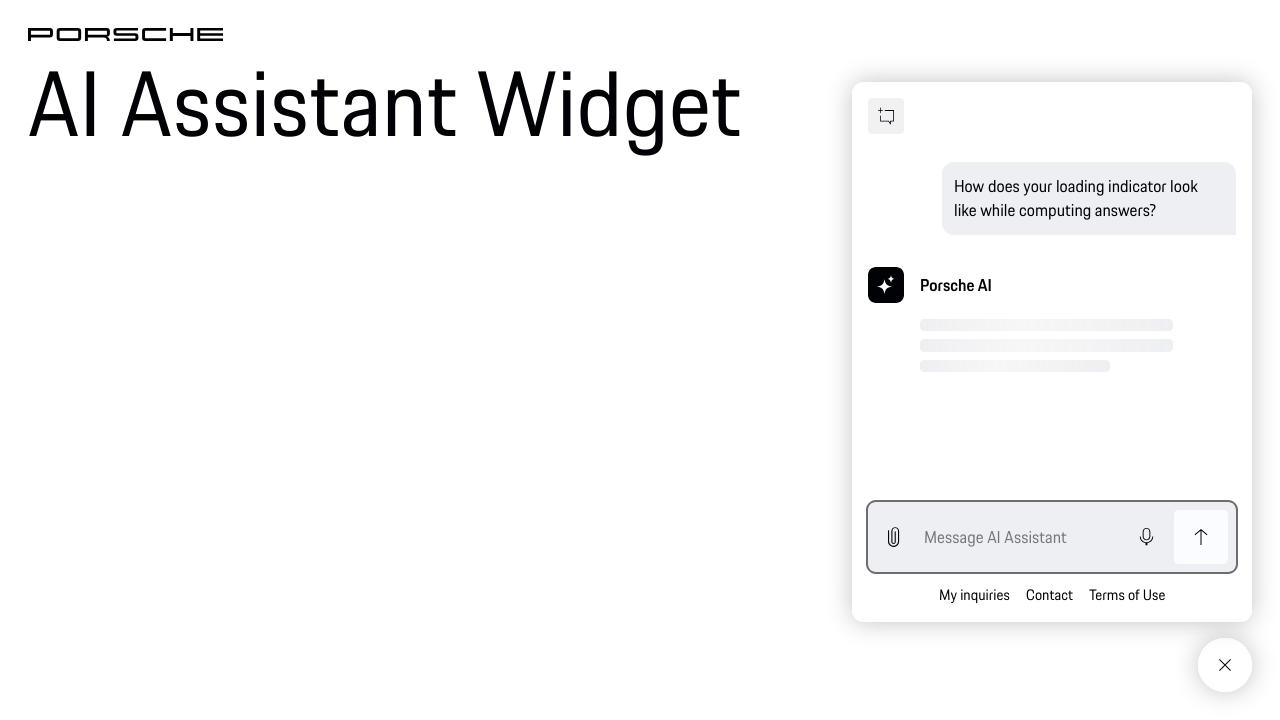 PORSCHE
AI Assistant Widget
How does your loading indicator look
like while computing answers?
Porsche AI
Message AI Assistant
My inquiries
Contact
Terms of Use